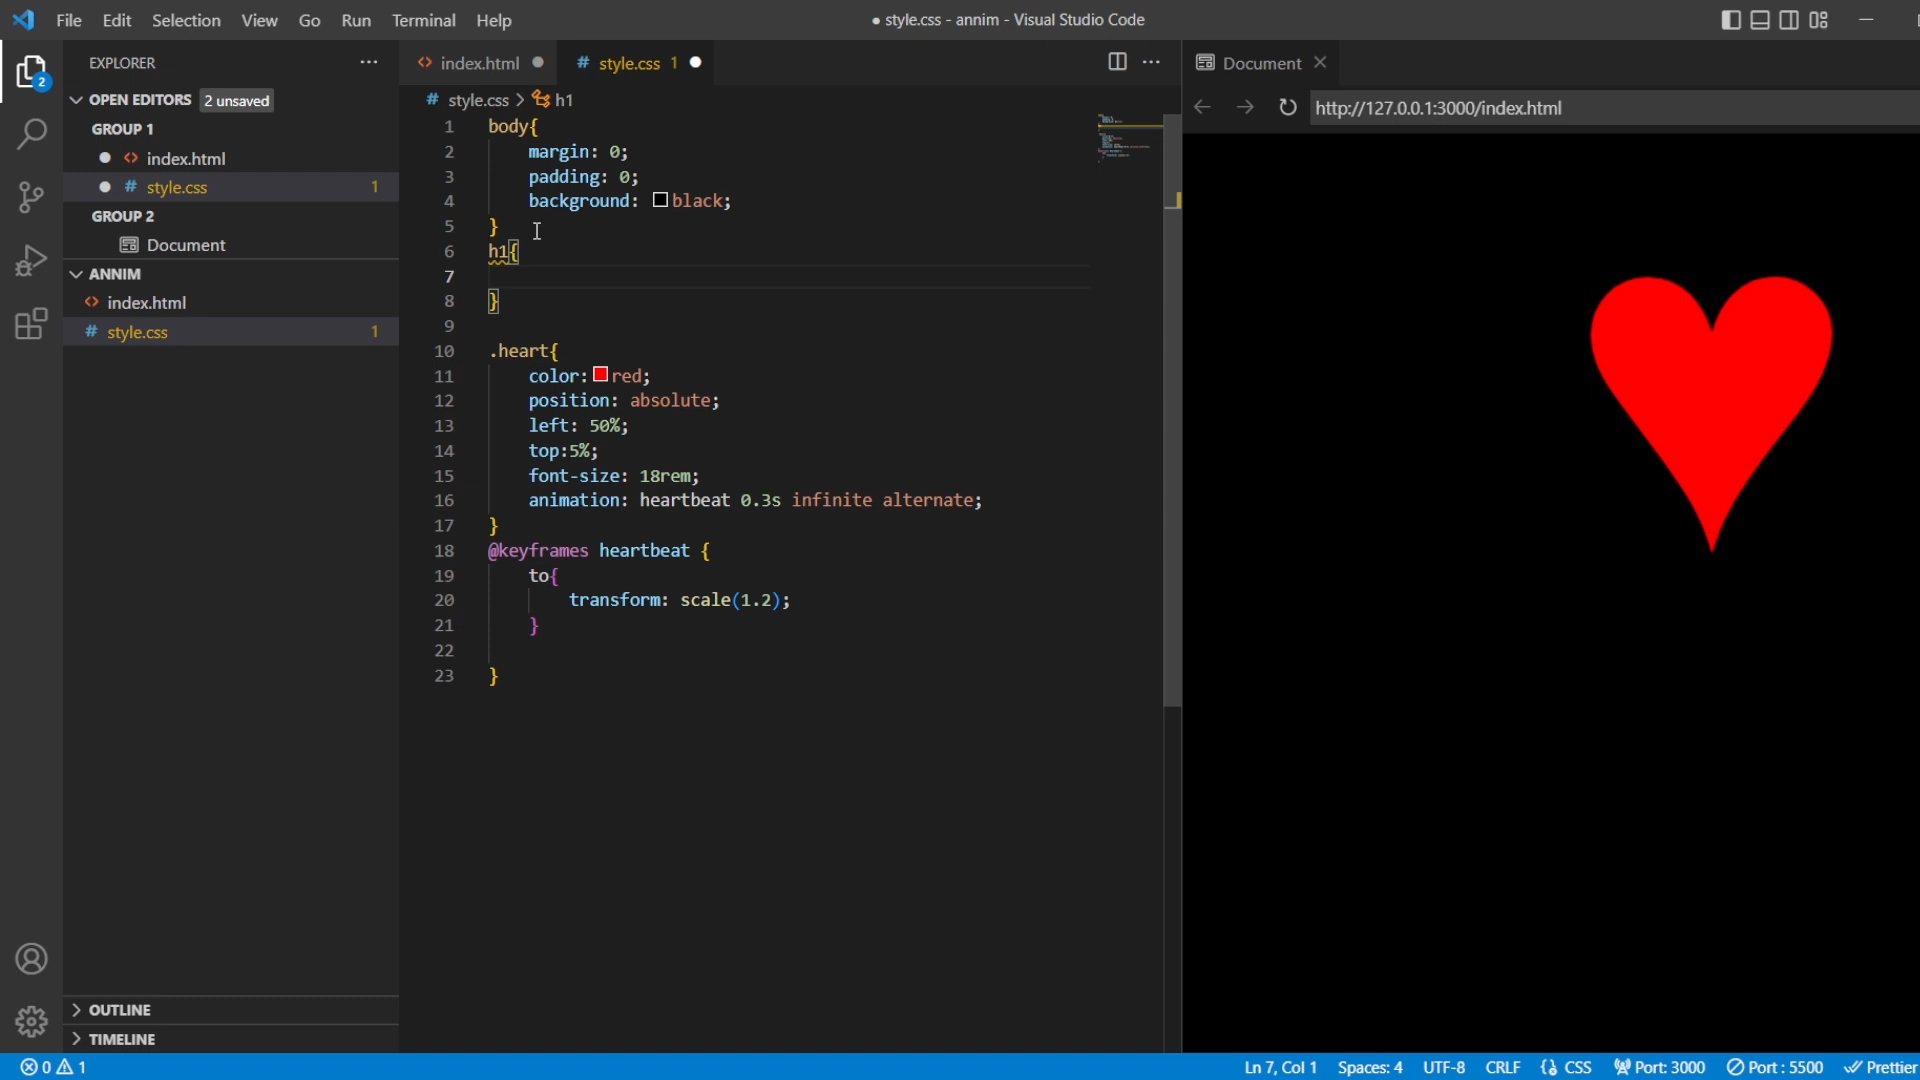 File Edit Selection View Go Run Terminal Help
● style.css - annim - Visual Studio Code
2
EXPLORER
OPEN EDITORS 2 unsaved
GROUP 1
index.html
style.css 1
GROUP 2
Document
ANNIM
index.html
style.css 1
OUTLINE
TIMELINE
index.html
style.css 1
style.css > h1
1 body{
2 margin: 0;
3 padding: 0;
4 background: black;
5 }
6 h1{
7
8 }
9
10 .heart{
11 color: red;
12 position: absolute;
13 left: 50%;
14 top:5%;
15 font-size: 18rem;
16 animation: heartbeat 0.3s infinite alternate;
17 }
18 @keyframes heartbeat {
19 to{
20 transform: scale(1.2);
21 }
22
23 }
Document
http://127.0.0.1:3000/index.html
0 1
Ln 7, Col 1 Spaces: 4 UTF-8 CRLF {} CSS Port: 3000 Port : 5500 Prettier